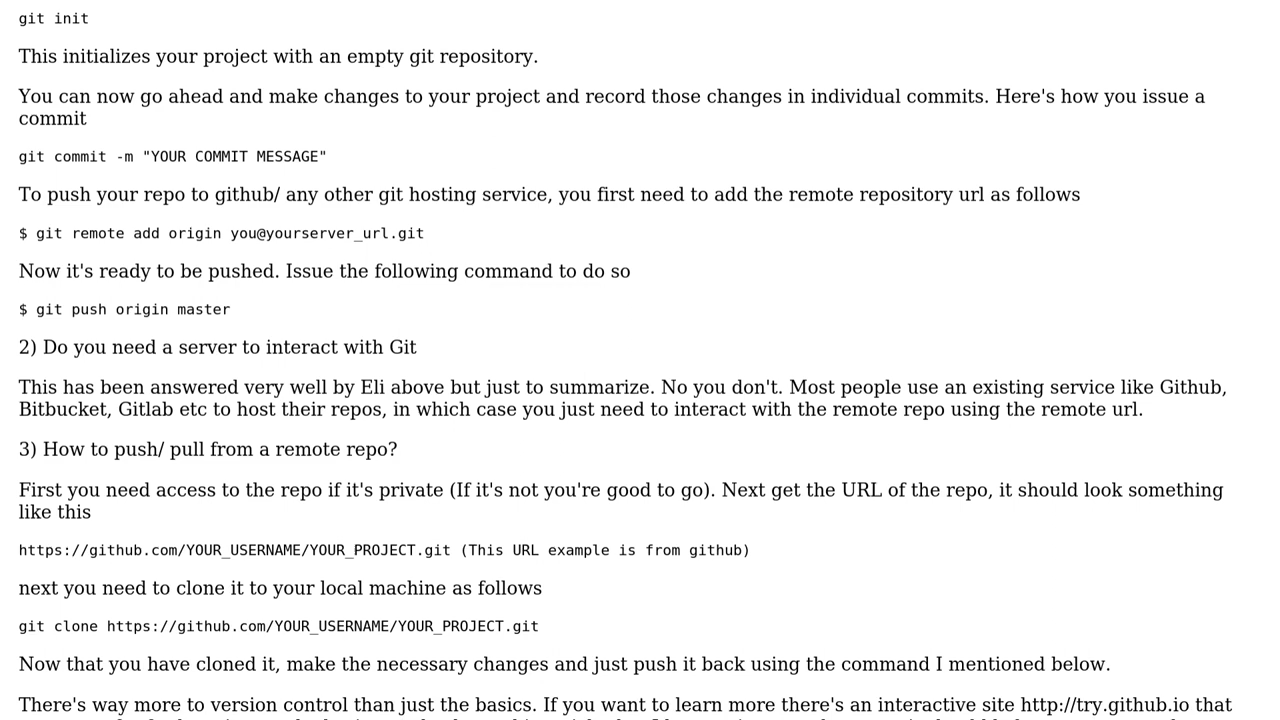 git init
This initializes your project with an empty git repository.
You can now go ahead and make changes to your project and record those changes in individual commits. Here's how you issue a
commit
git commit -m "YOUR COMMIT MESSAGE"
To push your repo to github/ any other git hosting service, you first need to add the remote repository url as follows
$ git remote add origin you@yourserver_url.git
Now it's ready to be pushed. Issue the following command to do so
$ git push origin master
2) Do you need a server to interact with Git
This has been answered very well by Eli above but just to summarize. No you don't. Most people use an existing service like Github,
Bitbucket, Gitlab etc to host their repos, in which case you just need to interact with the remote repo using the remote url.
3) How to push/ pull from a remote repo?
First you need access to the repo if it's private (If it's not you're good to go). Next get the URL of the repo, it should look something
like this
https://github.com/YOUR_USERNAME/YOUR_PROJECT.git (This URL example is from github)
next you need to clone it to your local machine as follows
git clone https://github.com/YOUR_USERNAME/YOUR_PROJECT.git
Now that you have cloned it, make the necessary changes and just push it back using the command I mentioned below.
There's way more to version control than just the basics. If you want to learn more there's an interactive site http://try.github.io that